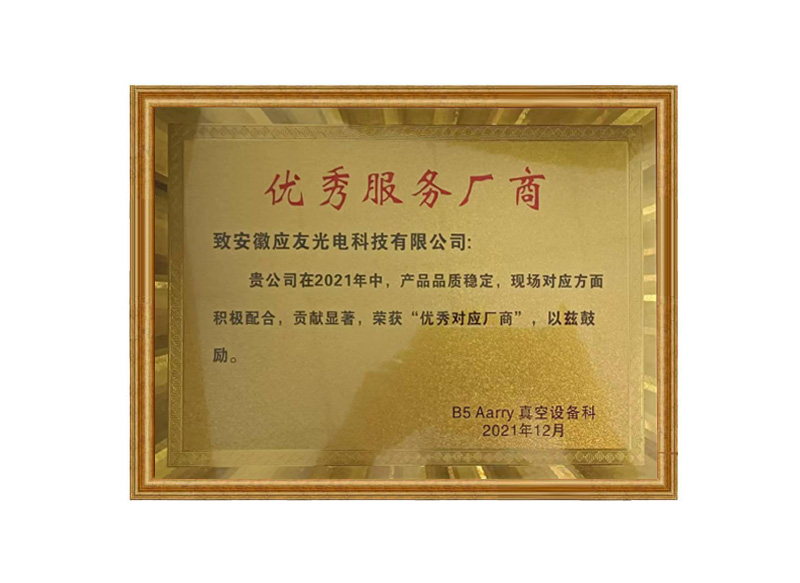 优秀服务厂商
致安徽应友光电科技有限公司:
贵公司在2021年中，产品品质稳定，现场对应方面
积极配合，贡献显著，荣获“优秀对应厂商”，以兹鼓
励。
B5 Aarry 真空设备科
2021年12月